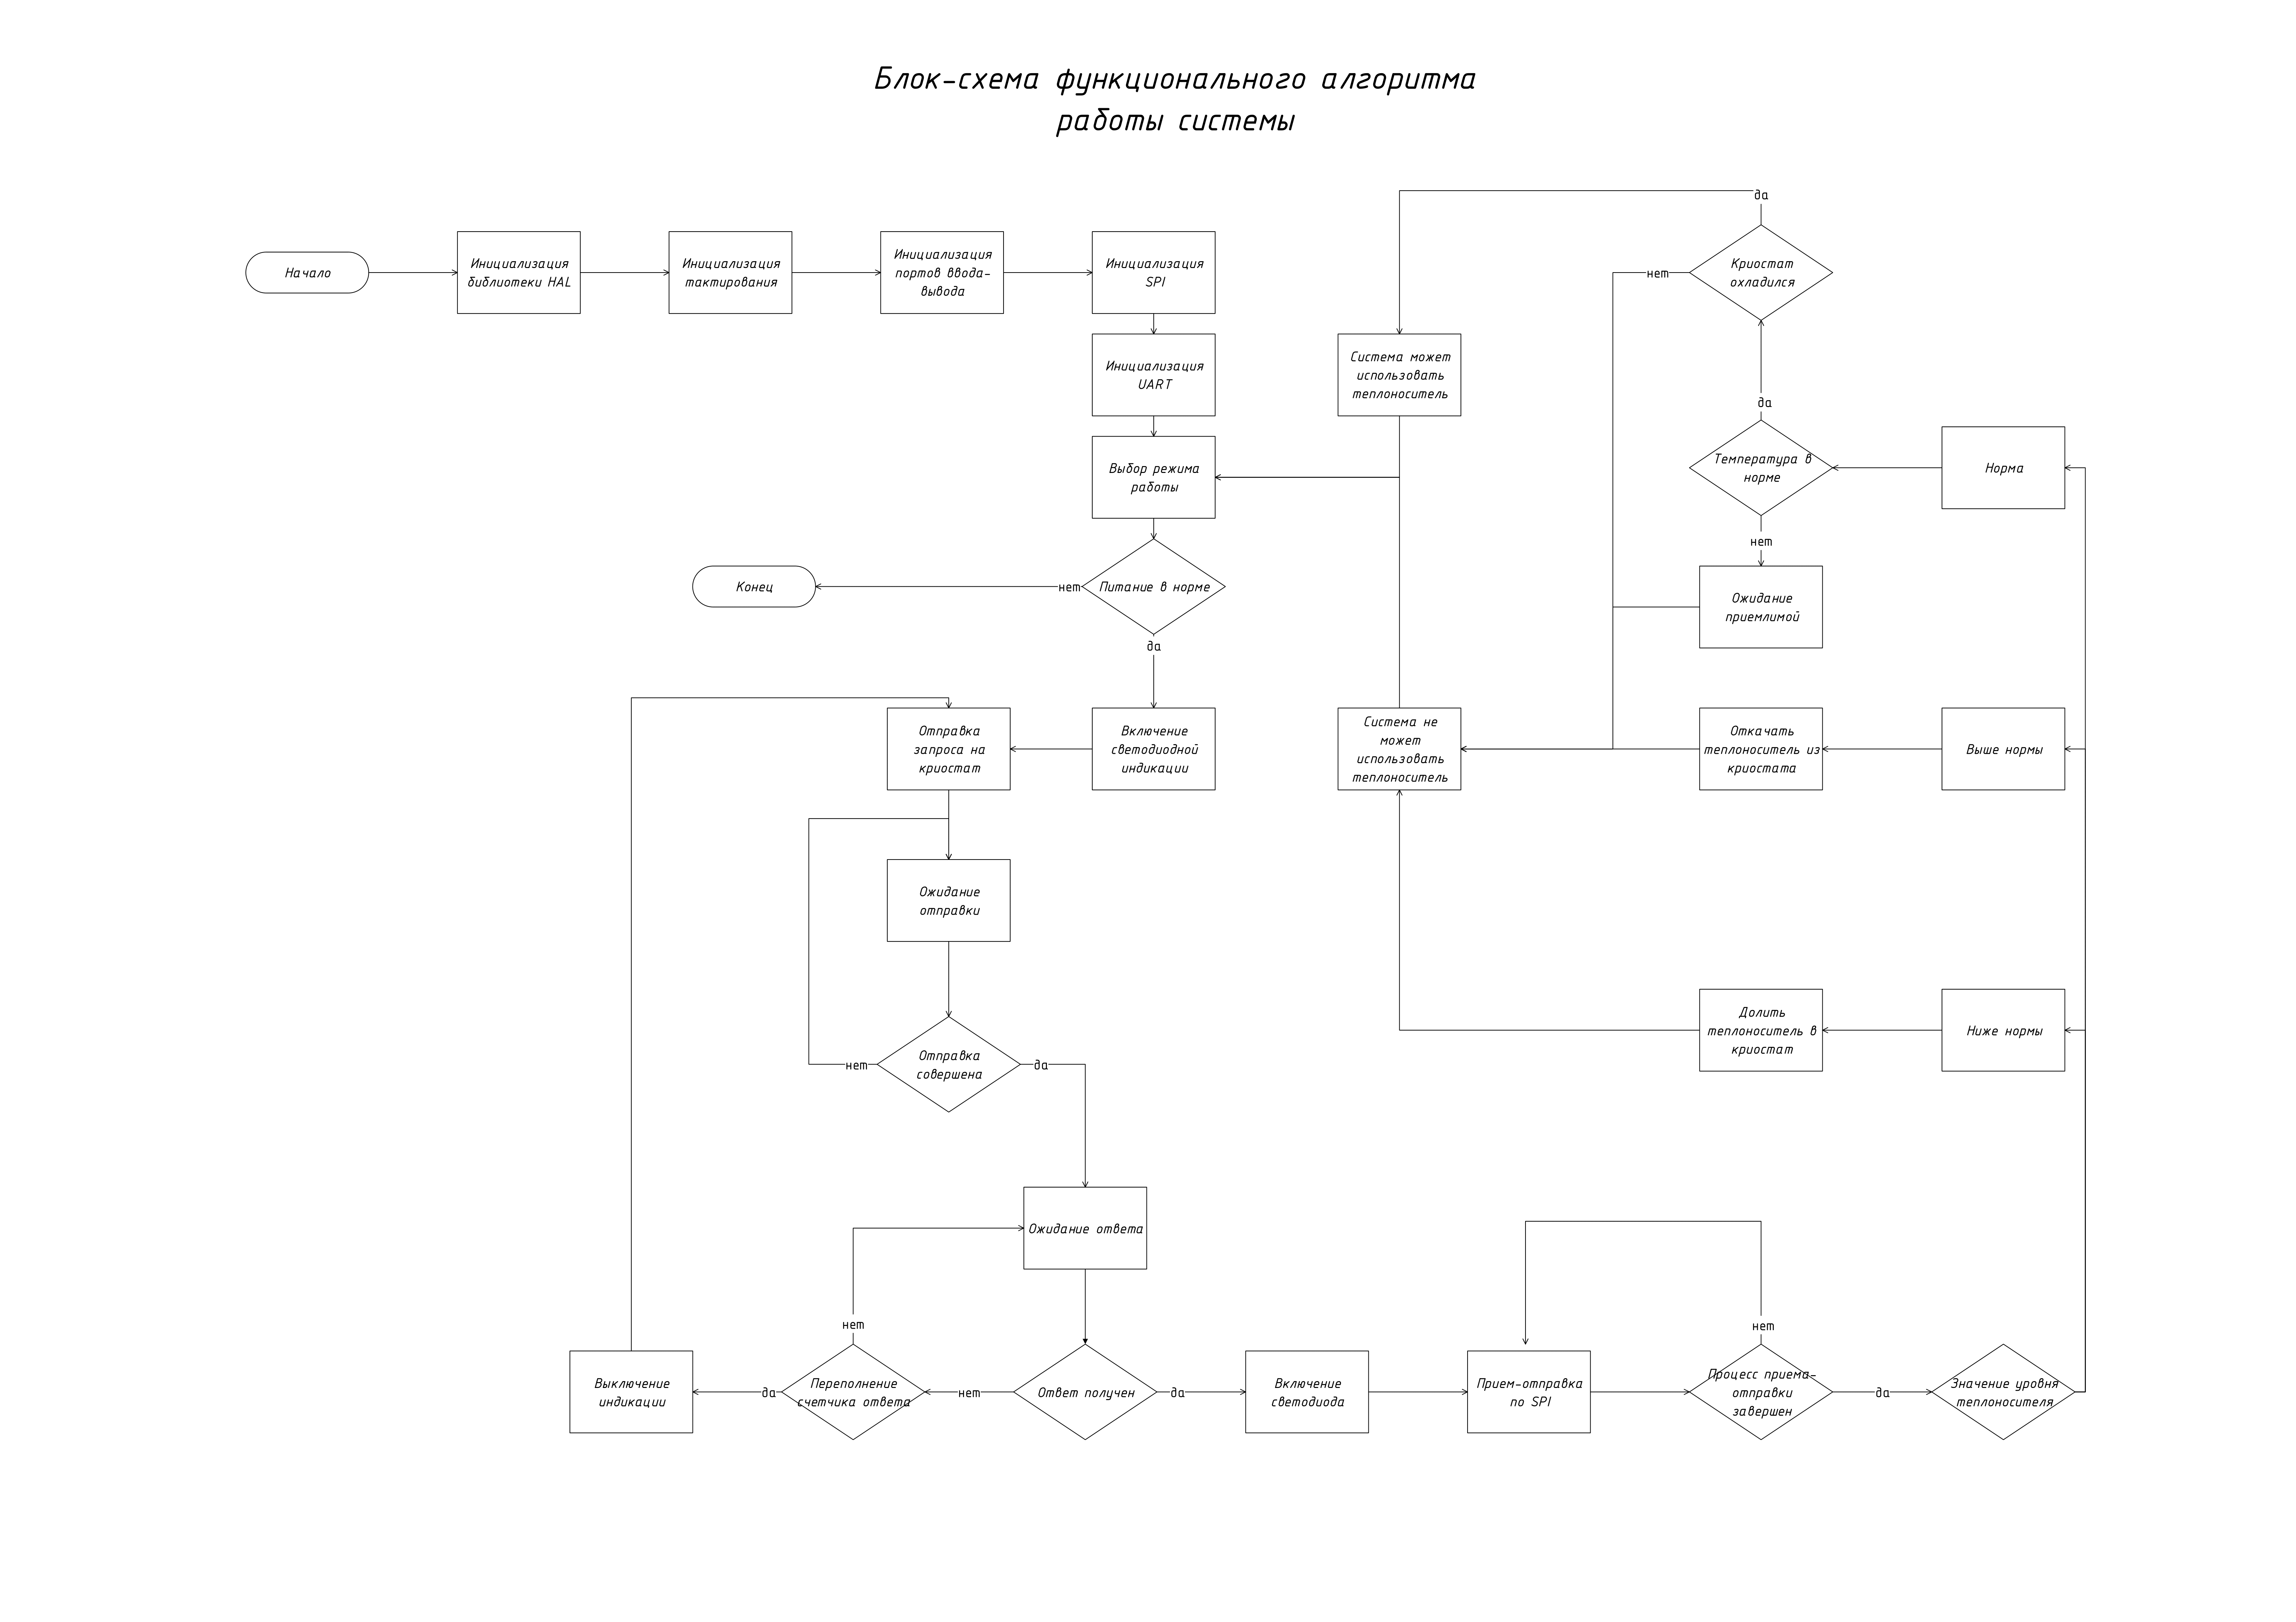 Блок-схема функционального алгоритма
работы системы
Начало
Инициализация
библиотеки HAL
Инициализация
тактирования
Инициализация
портов ввода-
вывода
Инициализация
SPI
Инициализация
UART
Выбор режима
работы
Питание в норме
нет
Конец
да
Включение
светодиодной
индикации
Отправка
запроса на
криостат
Ожидание
отправки
Отправка
совершена
нет
да
Ожидание ответа
Ответ получен
нет
Переполнение
счетчика ответа
нет
да
Выключение
индикации
да
Включение
светодиода
Прием-отправка
по SPI
Процесс приема-
отправки
завершен
нет
да
Значение уровня
теплоносителя
Ниже нормы
Долить
теплоноситель в
криостат
Выше нормы
Откачать
теплоноситель из
криостата
Норма
Температура в
норме
нет
Ожидание
приемлимой
да
Криостат
охладился
нет
да
Система может
использовать
теплоноситель
Система не
может
использовать
теплоноситель